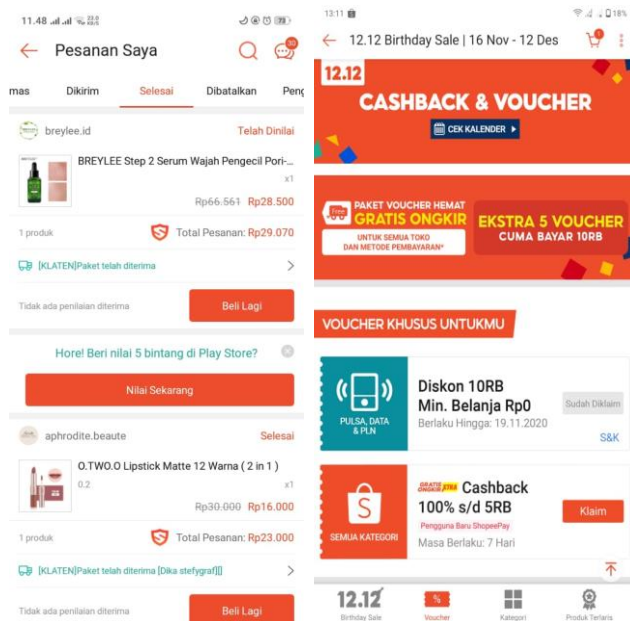 11.48
Pesanan Saya
30
mas Dikirim Selesai Dibatalkan Peng
breylee.id Telah Dinilai
BREYLEE Step 2 Serum Wajah Pengecil Pori-...
x1
Rp66.561 Rp28.500
1 produk Total Pesanan: Rp29.070
[KLATEN]Paket telah diterima
Tidak ada penilaian diterima Beli Lagi
Hore! Beri nilai 5 bintang di Play Store?
Nilai Sekarang
aphrodite.beaute Selesai
O.TWO.O Lipstick Matte 12 Warna ( 2 in 1 )
0.2 x1
Rp30.000 Rp16.000
1 produk Total Pesanan: Rp23.000
[KLATEN]Paket telah diterima [Dika stefygraf][]
Tidak ada penilaian diterima Beli Lagi
13:11 18%
12.12 Birthday Sale | 16 Nov - 12 Des
12.12
CASHBACK & VOUCHER
CEK KALENDER
Free
PAKET VOUCHER HEMAT
GRATIS ONGKIR
UNTUK SEMUA TOKO
DAN METODE PEMBAYARAN*
EKSTRA 5 VOUCHER
CUMA BAYAR 10RB
VOUCHER KHUSUS UNTUKMU
PULSA, DATA
& PLN
Diskon 10RB
Min. Belanja Rp0
Berlaku Hingga: 19.11.2020
Sudah Diklaim
S&K
SEMUA KATEGORI
GRATIS ONGKIR XTRA Cashback
100% s/d 5RB
Pengguna Baru ShopeePay
Masa Berlaku: 7 Hari
Klaim
12.12
Birthday Sale Voucher Kategori Produk Terlaris